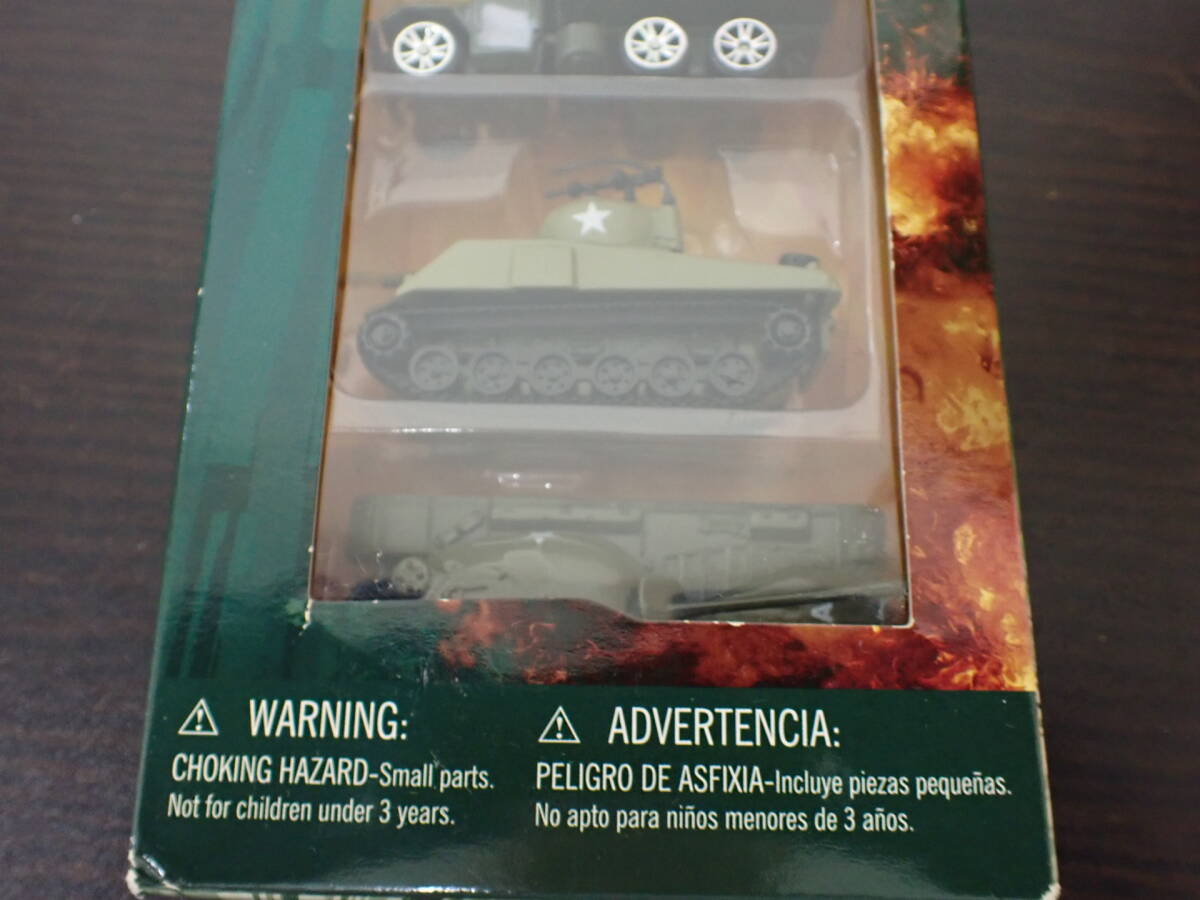 WARNING:
CHOKING HAZARD-Small parts.
Not for children under 3 years.
ADVERTENCIA:
PELIGRO DE ASFIXIA-Incluye piezas pequeñas.
No apto para niños menores de 3 años.